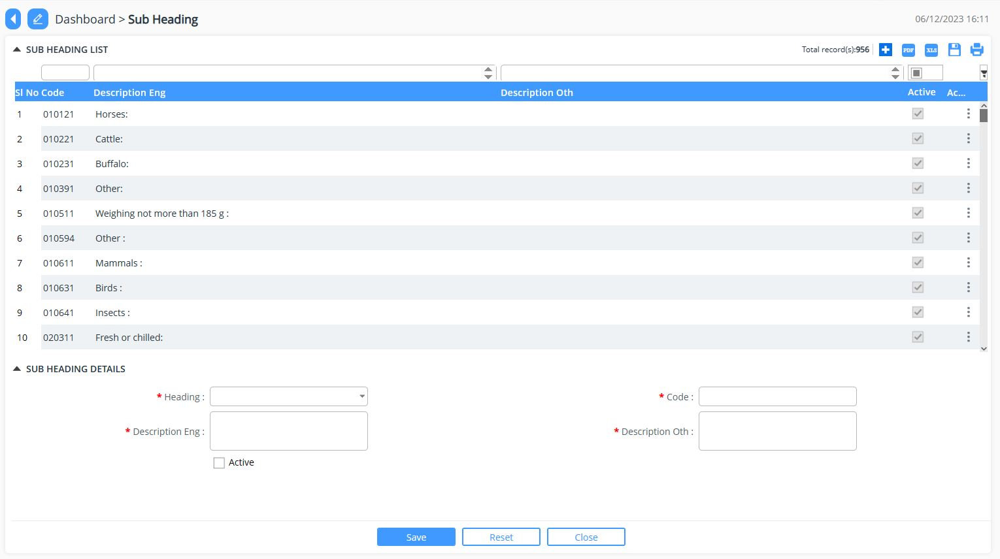 Dashboard > Sub Heading
06/12/2023 16:11
SUB HEADING LIST
Total record(s):956
PDF
XLS
Sl No Code Description Eng Description Oth Active Ac...
1 010121 Horses:
2 010221 Cattle:
3 010231 Buffalo:
4 010391 Other:
5 010511 Weighing not more than 185 g :
6 010594 Other :
7 010611 Mammals :
8 010631 Birds :
9 010641 Insects :
10 020311 Fresh or chilled:
SUB HEADING DETAILS
* Heading :
* Code :
* Description Eng :
* Description Oth :
Active
Save
Reset
Close